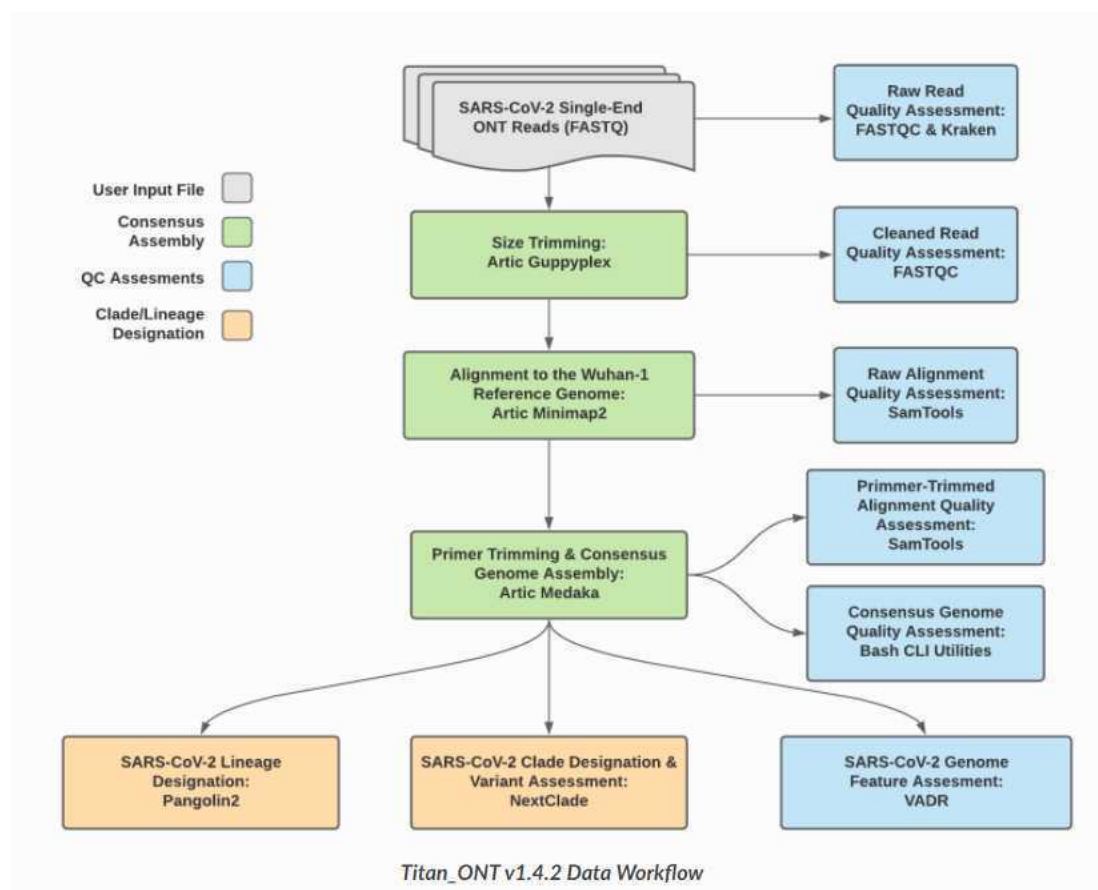 SARS-CoV-2 Single-End
ONT Reads (FASTQ)
Raw Read
Quality Assessment:
FASTQC & Kraken
User Input File
Consensus
Assembly
QC Assesments
Clade/Lineage
Designation
Size Trimming:
Artic Guppyplex
Cleaned Read
Quality Assessment:
FASTQC
Alignment to the Wuhan-1
Reference Genome:
Artic Minimap2
Raw Alignment
Quality Assessment:
SamTools
Primmer-Trimmed
Alignment Quality
Assessment:
SamTools
Primer Trimming & Consensus
Genome Assembly:
Artic Medaka
Consensus Genome
Quality Assessment:
Bash CLI Utilities
SARS-CoV-2 Lineage
Designation:
Pangolin2
SARS-CoV-2 Clade Designation &
Variant Assessment:
NextClade
SARS-CoV-2 Genome
Feature Assesment:
VADR
Titan_ONT v1.4.2 Data Workflow